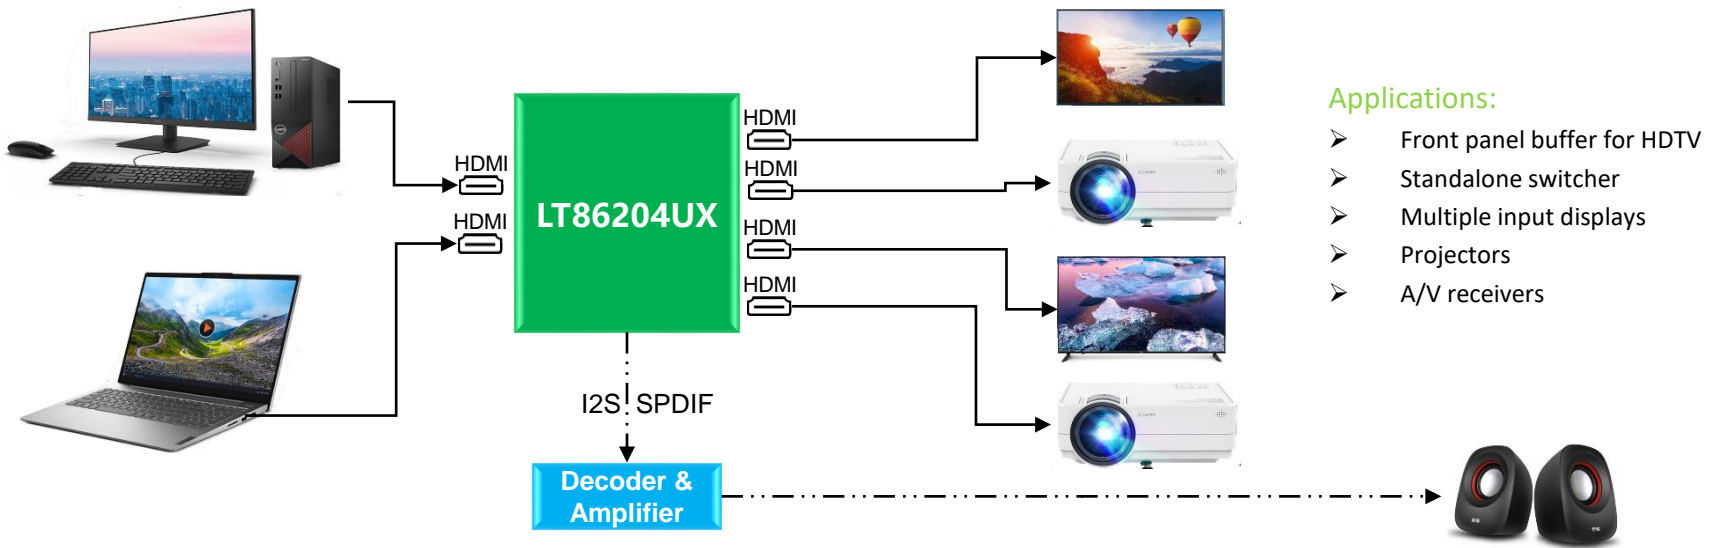 HDMI
HDMI
LT86204UX
HDMI
HDMI
HDMI
HDMI
I2S SPDIF
Decoder &
Amplifier
Applications:
➢ Front panel buffer for HDTV
➢ Standalone switcher
➢ Multiple input displays
➢ Projectors
➢ A/V receivers